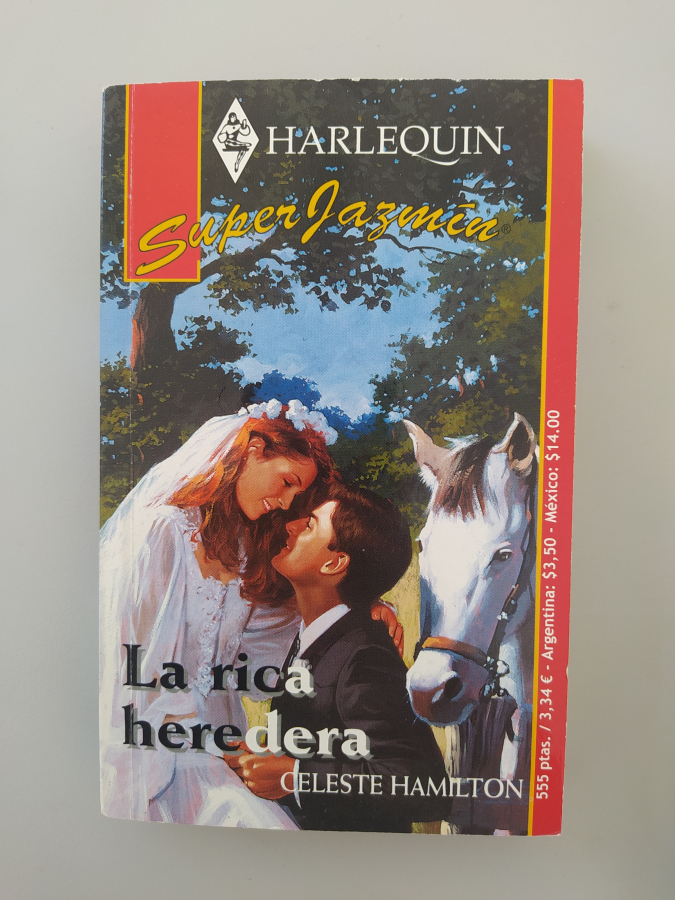 HARLEQUIN
Super Jazmín®
La rica
heredera
CELESTE HAMILTON
555 ptas. / 3,34 € - Argentina: $3,50 - México: $14.00